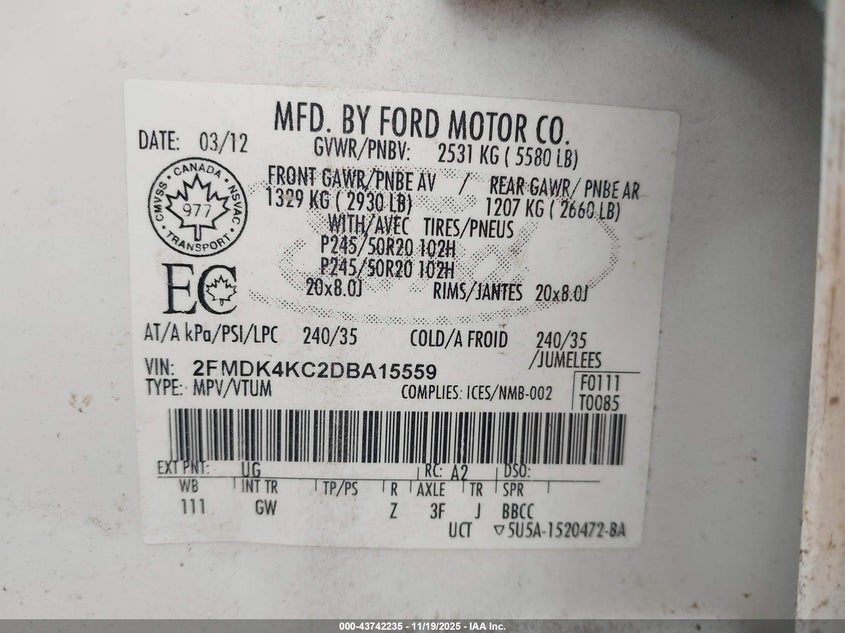 MFD. BY FORD MOTOR CO.
DATE: 03/12
GVWR/PNBV: 2531 KG ( 5580 LB)
FRONT GAWR/PNBE AV / REAR GAWR/ PNBE AR
1329 KG ( 2930 LB) 1207 KG ( 2660 LB)
WITH/AVEC TIRES/PNEUS
P245/50R20 102H
P245/50R20 102H
20x8.0J RIMS/JANTES 20x8.0J
CMVSS · CANADA · NSVAC
977
· TRANSPORT ·
EC
AT/A kPa/PSI/LPC 240/35 COLD/A FROID 240/35
/JUMELEES
VIN: 2FMDK4KC2DBA15559
TYPE: MPV/VTUM COMPLIES: ICES/NMB-002
F0111
T0085
EXT PNT: UG RC: A2 DSO:
WB INT TR TP/PS R AXLE TR SPR
111 GW Z 3F J BBCC
UCT ▽5U5A-1520472-BA
000-43742235 - 11/19/2025 - IAA Inc.